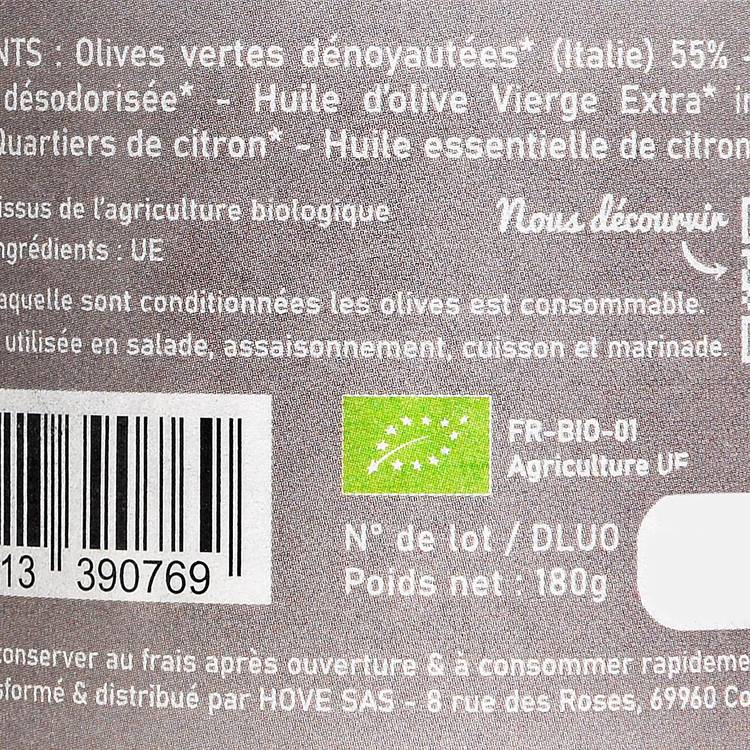 NTS : Olives vertes dénoyautées* (Italie) 55% -
désodorisée* - Huile d'olive Vierge Extra* i
Quartiers de citron* - Huile essentielle de citron
issus de l'agriculture biologique
ngrédients : UE
Nous découvrir
aquelle sont conditionnées les olives est consommable.
utilisée en salade, assaisonnement, cuisson et marinade.
FR-BIO-01
Agriculture UE
13 390769
N° de lot / DLUO
Poids net : 180g
conserver au frais après ouverture & à consommer rapideme
sformé & distribué par HOVE SAS - 8 rue des Roses, 69960 Co